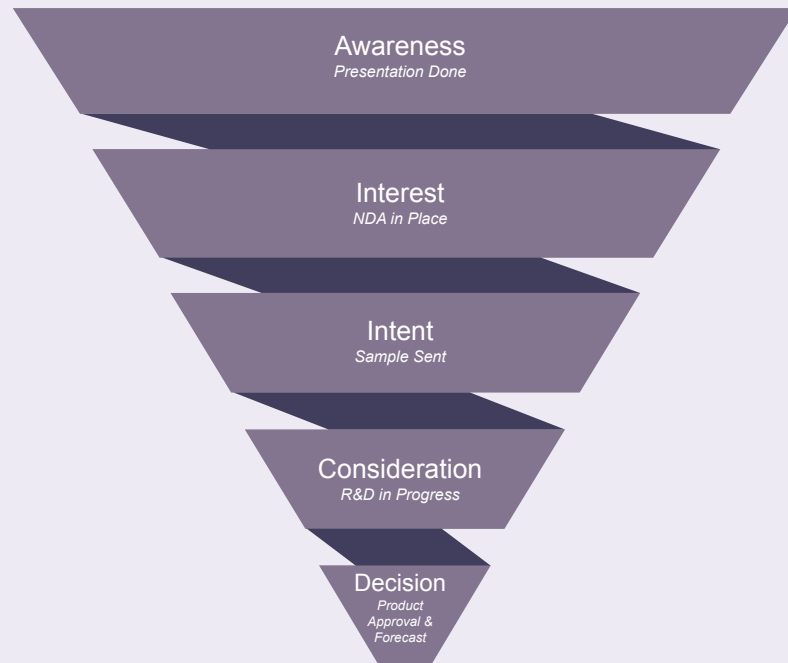 Awareness
Presentation Done
Interest
NDA in Place
Intent
Sample Sent
Consideration
R&D in Progress
Decision
Product
Approval &
Forecast